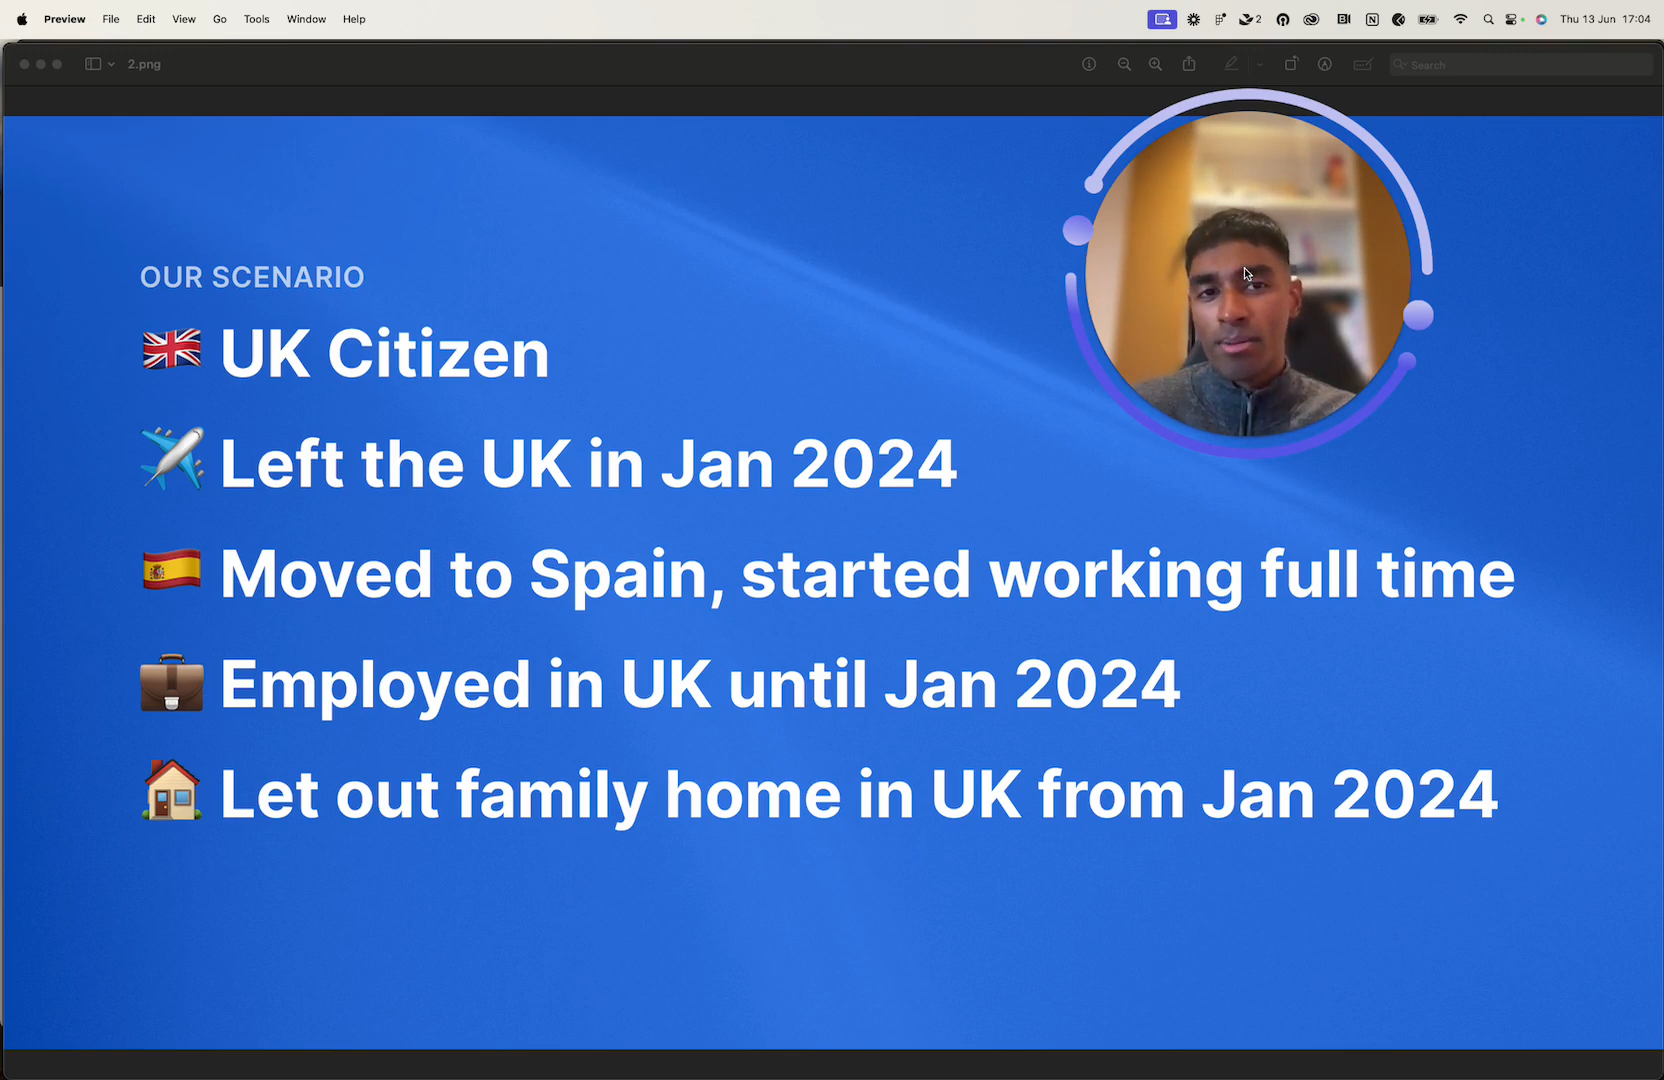 Preview File Edit View Go Tools Window Help 2 Thu 13 Jun 17:04
2.png Search
OUR SCENARIO
UK Citizen
Left the UK in Jan 2024
Moved to Spain, started working full time
Employed in UK until Jan 2024
Let out family home in UK from Jan 2024